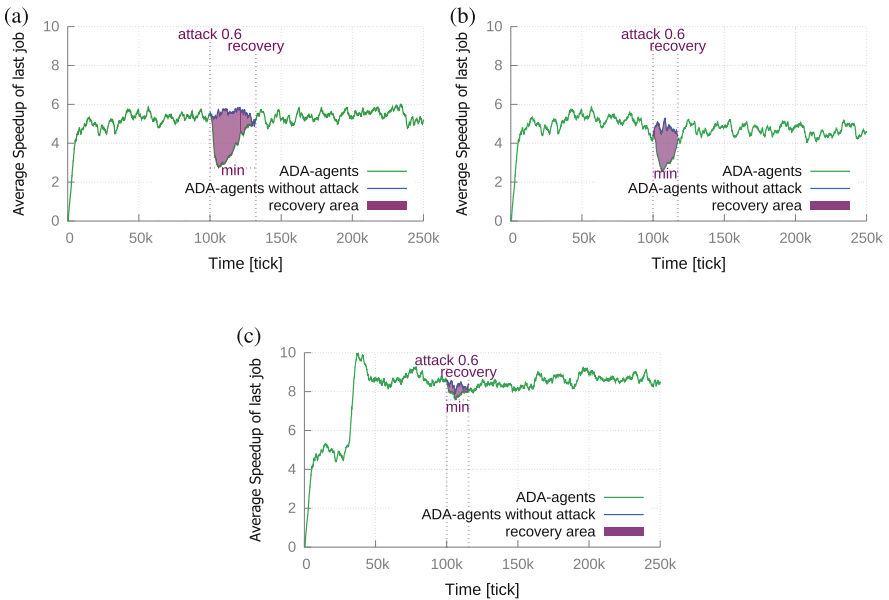 (a)
10
8
6
4
2
0
Average Speedup of last job
attack 0.6
recovery
min
ADA-agents
ADA-agents without attack
recovery area
0 50k 100k 150k 200k 250k
Time [tick]
(b)
10
8
6
4
2
0
Average Speedup of last job
attack 0.6
recovery
min
ADA-agents
ADA-agents without attack
recovery area
0 50k 100k 150k 200k 250k
Time [tick]
(c)
10
8
6
4
2
0
Average Speedup of last job
attack 0.6
recovery
min
ADA-agents
ADA-agents without attack
recovery area
0 50k 100k 150k 200k 250k
Time [tick]